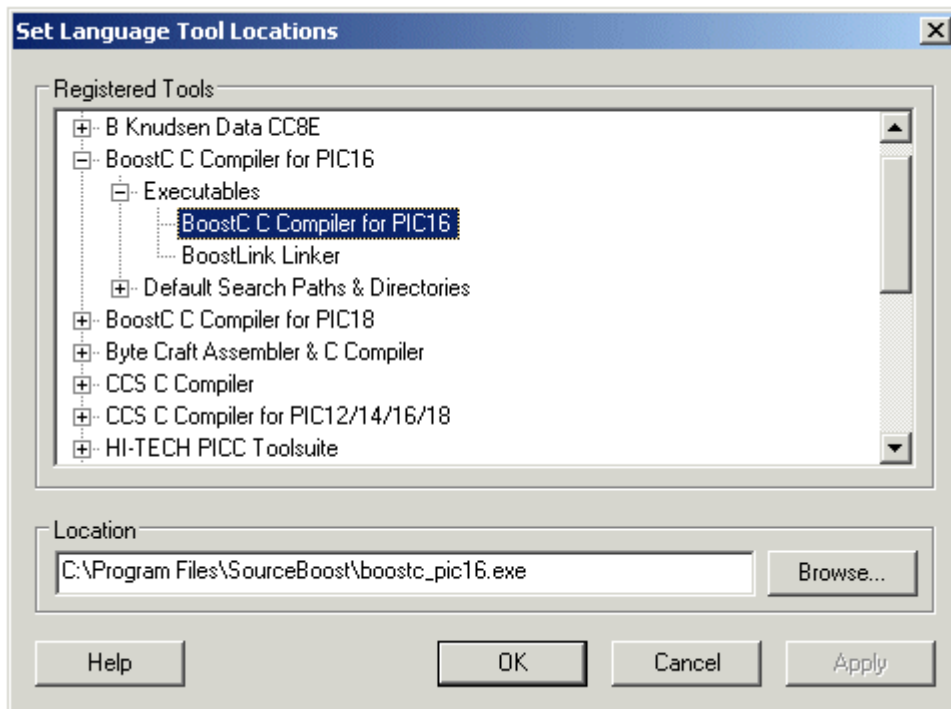 Set Language Tool Locations
Registered Tools
B Knudsen Data CC8E
BoostC C Compiler for PIC16
Executables
BoostC C Compiler for PIC16
BoostLink Linker
Default Search Paths & Directories
BoostC C Compiler for PIC18
Byte Craft Assembler & C Compiler
CCS C Compiler
CCS C Compiler for PIC12/14/16/18
HI-TECH PICC Toolsuite
Location
C:\Program Files\SourceBoost\boostc_pic16.exe
Browse...
Help
OK
Cancel
Apply